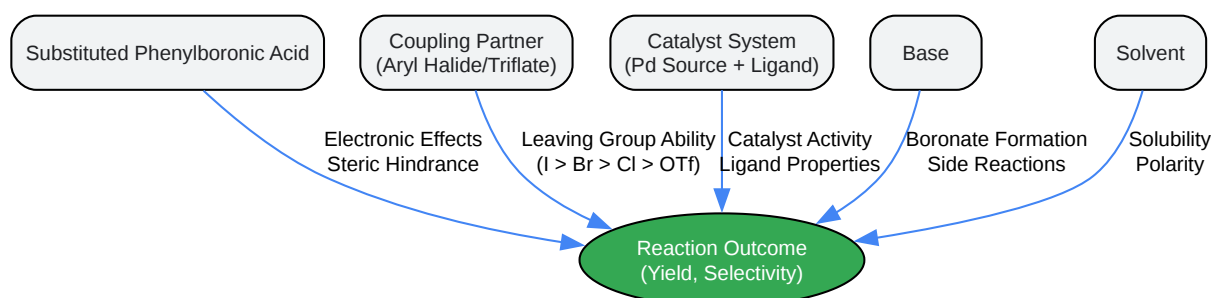 Substituted Phenylboronic Acid
Coupling Partner
(Aryl Halide/Triflate)
Catalyst System
(Pd Source + Ligand)
Base
Solvent
Electronic Effects
Steric Hindrance
Leaving Group Ability
(I > Br > Cl > OTf)
Catalyst Activity
Ligand Properties
Boronate Formation
Side Reactions
Solubility
Polarity
Reaction Outcome
(Yield, Selectivity)